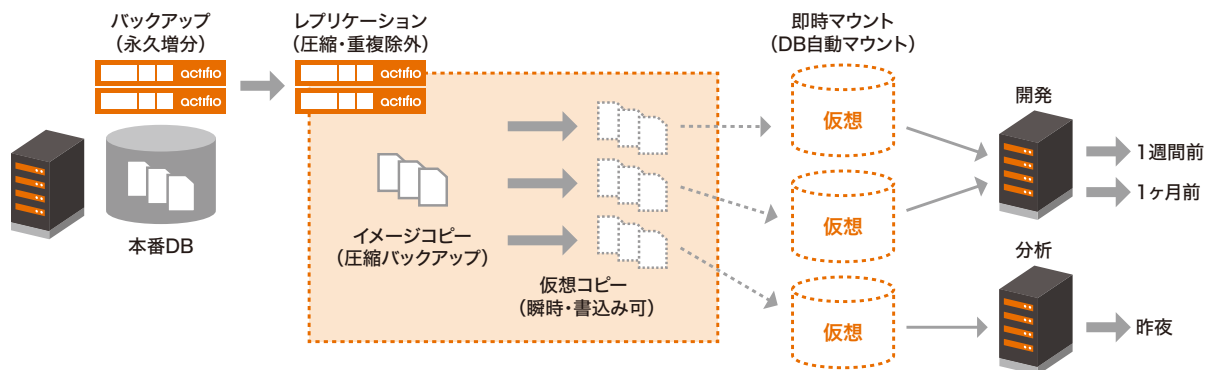 バックアップ
（永久増分）
actifio
actifio
本番DB
レプリケーション
（圧縮・重複除外）
actifio
actifio
イメージコピー
（圧縮バックアップ）
仮想コピー
（瞬時・書込み可）
即時マウント
（DB自動マウント）
仮想
仮想
仮想
開発
1週間前
1ヶ月前
分析
昨夜